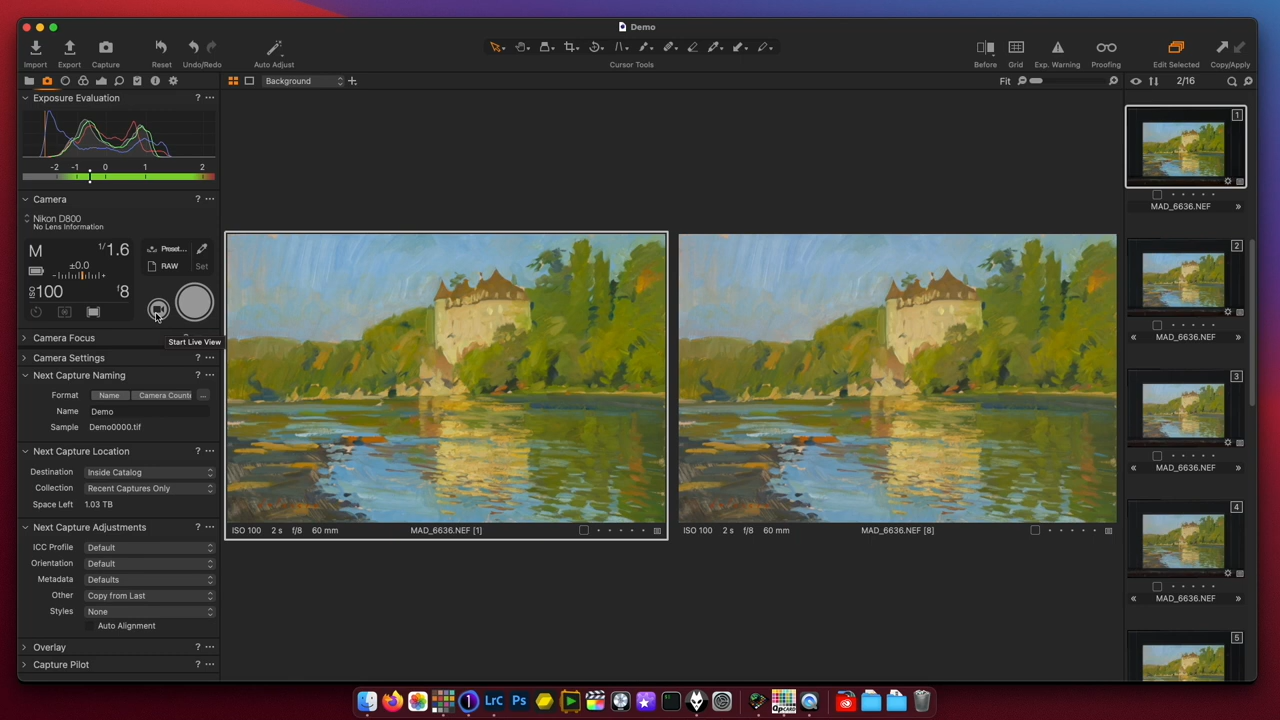 Demo
Import Export Capture Reset Undo/Redo Auto Adjust Cursor Tools Before Grid Exp. Warning Proofing Edit Selected Copy/Apply
Background Fit 2/16
Exposure Evaluation ?
-2 -1 0 1 2
Camera ?
Nikon D800
No Lens Information
M 1/1.6
Preset...
±0.0
RAW Set
ISO 100 f8
Camera Focus ?
Start Live View
Camera Settings ?
Next Capture Naming ?
Format Name Camera Count ...
Name Demo
Sample Demo0000.tif
Next Capture Location ?
Destination Inside Catalog
Collection Recent Captures Only
Space Left 1.03 TB
Next Capture Adjustments ?
ICC Profile Default
Orientation Default
Metadata Defaults
Other Copy from Last
Styles None
Auto Alignment
Overlay ?
Capture Pilot ?
ISO 100 2 s f/8 60 mm MAD_6636.NEF [1]
ISO 100 2 s f/8 60 mm MAD_6636.NEF [8]
1
MAD_6636.NEF
2
MAD_6636.NEF
3
MAD_6636.NEF
4
MAD_6636.NEF
5
1 LrC Ps QPCARD